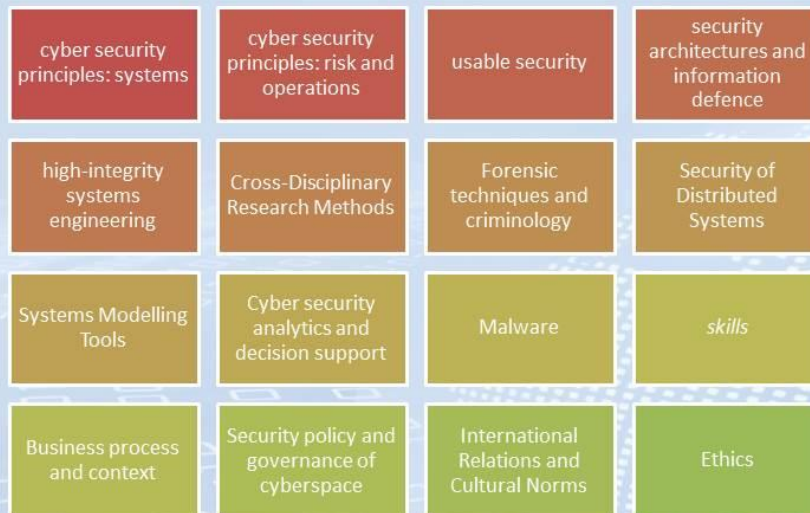 cyber security
principles: systems
cyber security
principles: risk and
operations
usable security
security
architectures and
information
defence
high-integrity
systems
engineering
Cross-Disciplinary
Research Methods
Forensic
techniques and
criminology
Security of
Distributed
Systems
Systems Modelling
Tools
Cyber security
analytics and
decision support
Malware
skills
Business process
and context
Security policy and
governance of
cyberspace
International
Relations and
Cultural Norms
Ethics